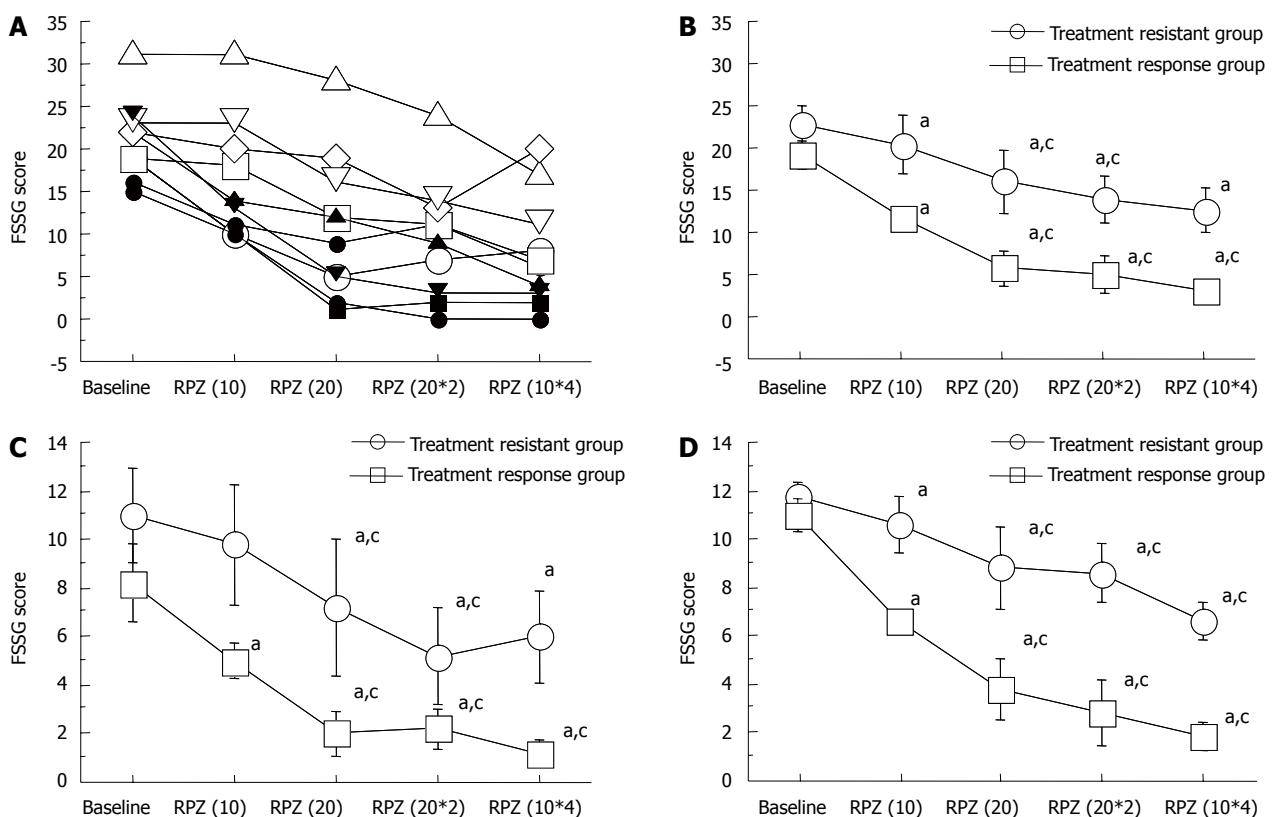 A
35
30
25
20
15
10
5
0
-5
FSSG score
Baseline RPZ (10) RPZ (20) RPZ (20*2) RPZ (10*4)
B
Treatment resistant group
Treatment response group
35
30
25
20
15
10
5
0
-5
FSSG score
a
a,c
a,c
a
a
a,c
a,c
a,c
Baseline RPZ (10) RPZ (20) RPZ (20*2) RPZ (10*4)
C
Treatment resistant group
Treatment response group
14
12
10
8
6
4
2
0
FSSG score
a,c
a,c
a
a
a,c
a,c
a,c
Baseline RPZ (10) RPZ (20) RPZ (20*2) RPZ (10*4)
D
Treatment resistant group
Treatment response group
14
12
10
8
6
4
2
0
FSSG score
a
a,c
a,c
a,c
a
a,c
a,c
a,c
Baseline RPZ (10) RPZ (20) RPZ (20*2) RPZ (10*4)